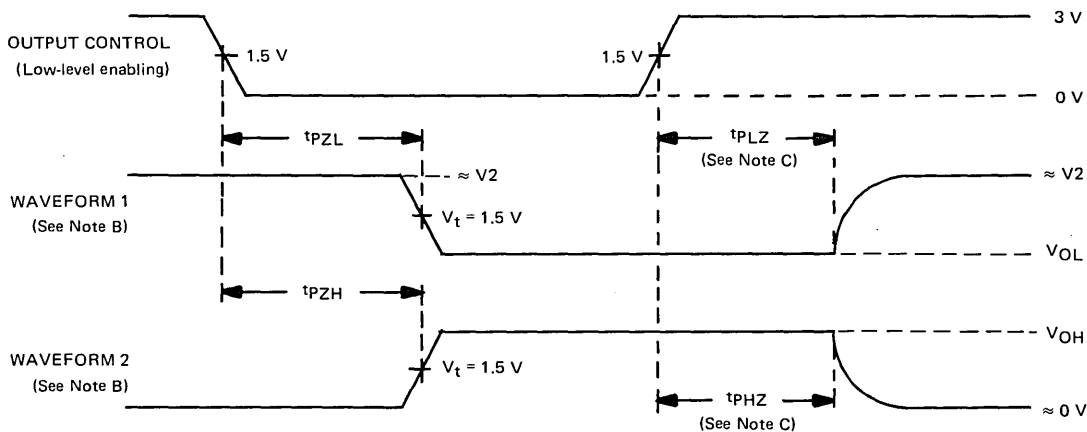 3 V
OUTPUT CONTROL
(Low-level enabling)
1.5 V
1.5 V
0 V
tPZL
tPLZ
(See Note C)
≈ V2
≈ V2
WAVEFORM 1
(See Note B)
Vt = 1.5 V
VOL
tPZH
VOH
WAVEFORM 2
(See Note B)
Vt = 1.5 V
tPHZ
(See Note C)
≈ 0 V